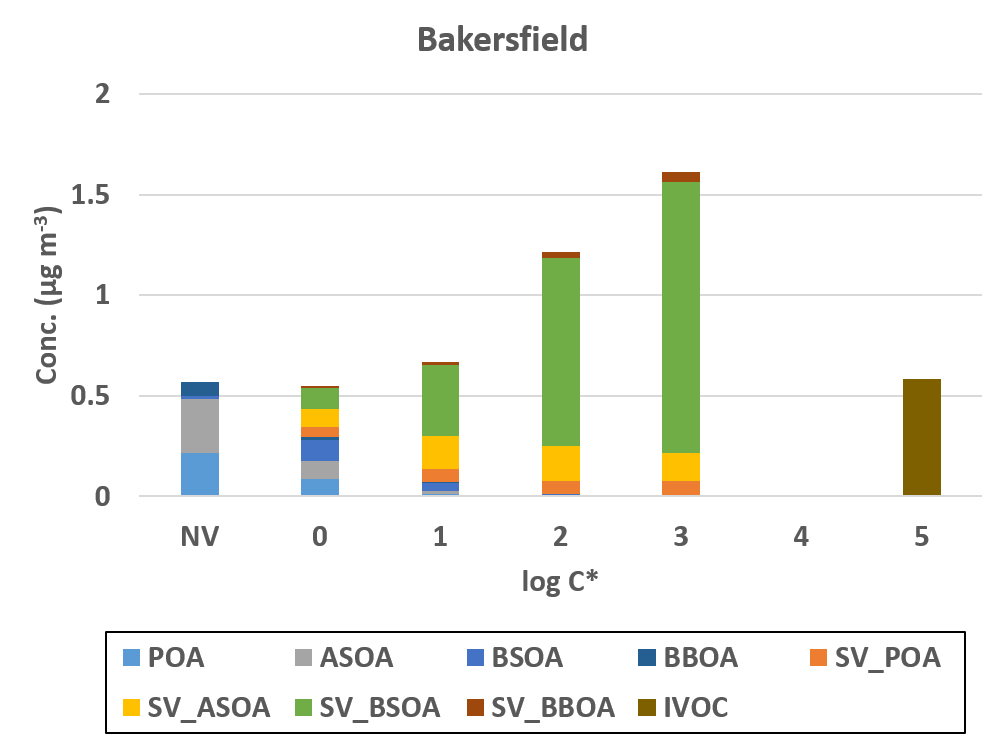 Bakersfield
2
1.5
1
0.5
0
Conc. (µg m⁻³)
NV 0 1 2 3 4 5
log C*
POA ASOA BSOA BBOA SV_POA
SV_ASOA SV_BSOA SV_BBOA IVOC